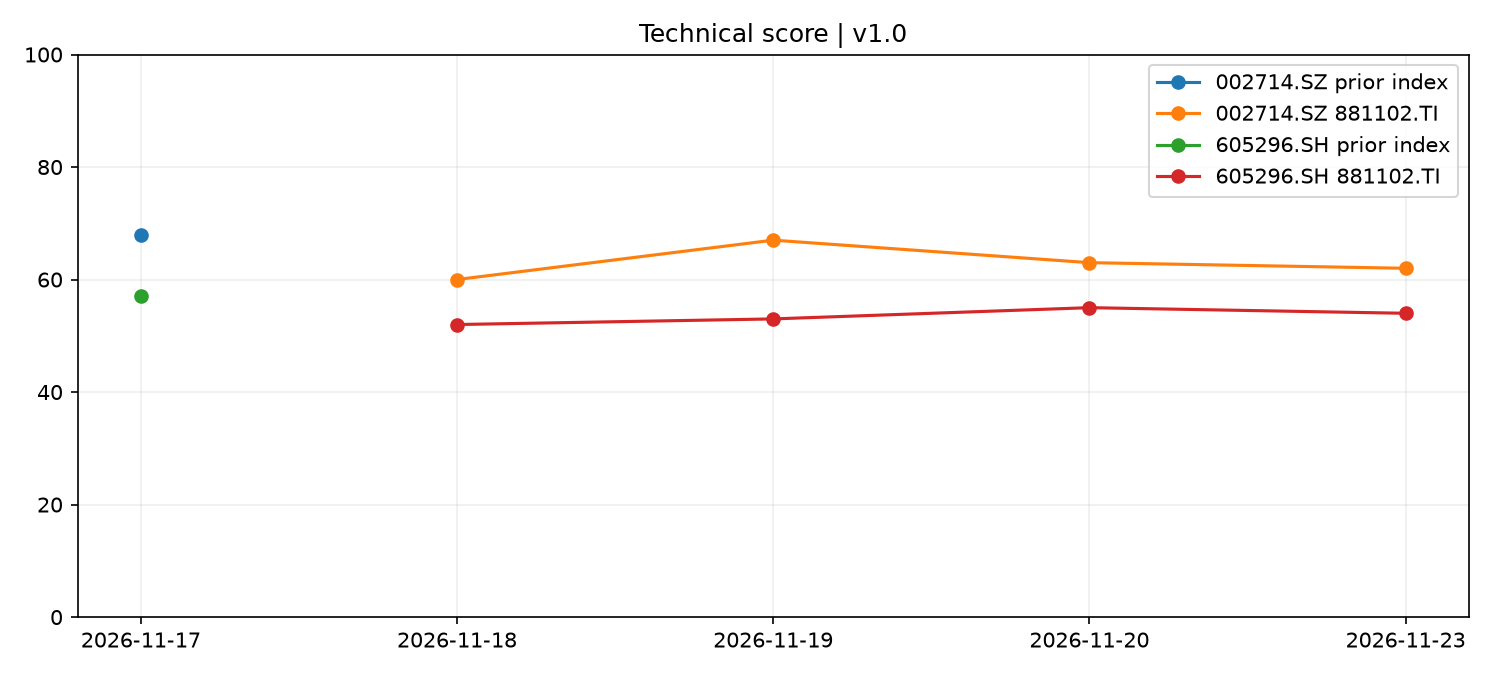 Technical score | v1.0
100
80
60
40
20
0
002714.SZ prior index
002714.SZ 881102.TI
605296.SH prior index
605296.SH 881102.TI
2026-11-17
2026-11-18
2026-11-19
2026-11-20
2026-11-23